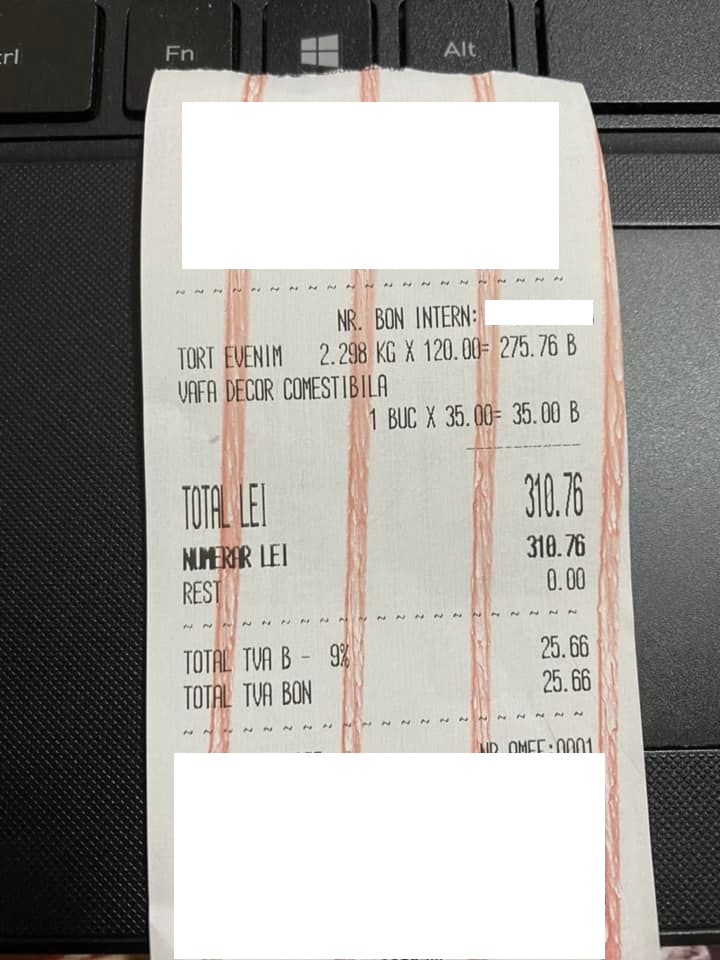 rl
Fn
Alt
NR. BON INTERN:
TORT EVENIM 2.298 KG X 120.00= 275.76 B
VAFA DECOR COMESTIBILA
1 BUC X 35.00= 35.00 B
TOTAL LEI 310.76
NUMERAR LEI 310.76
REST 0.00
TOTAL TVA B - 9% 25.66
TOTAL TVA BON 25.66
NR AMEF:0001